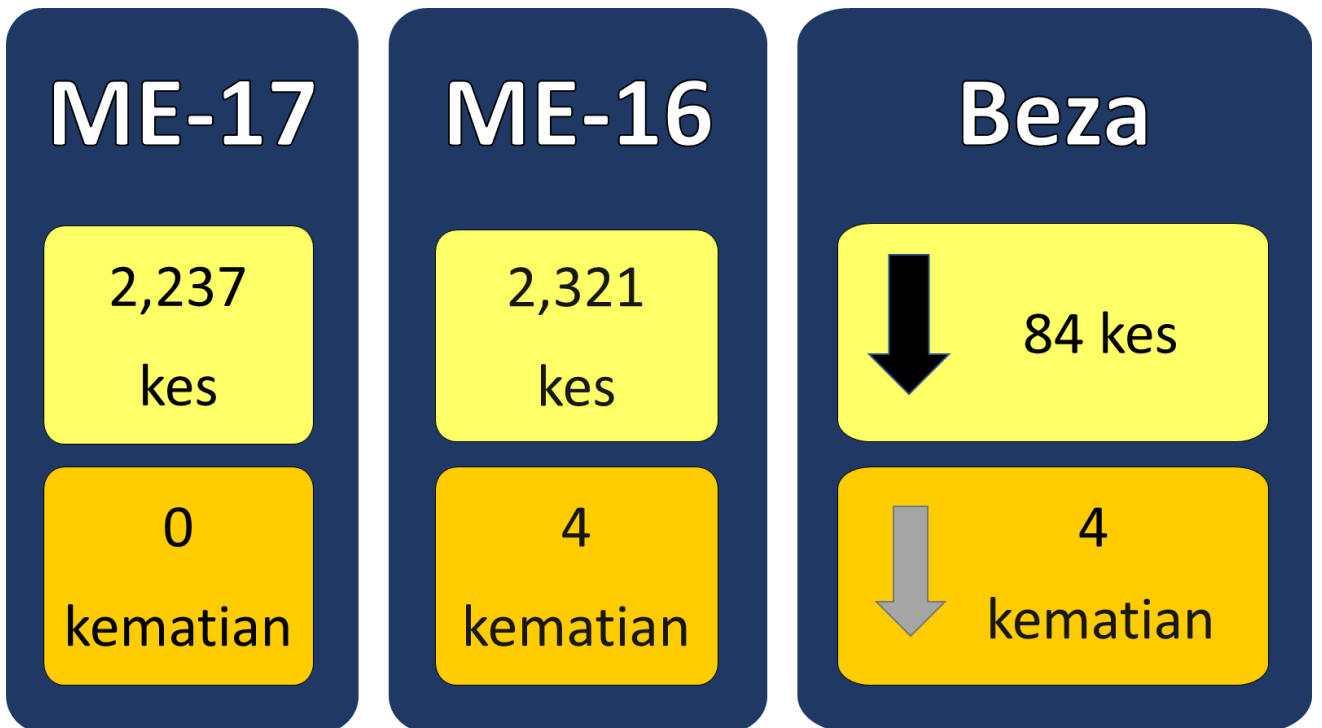 ME-17
2,237
kes
0
kematian
ME-16
2,321
kes
4
kematian
Beza
84 kes
4
kematian